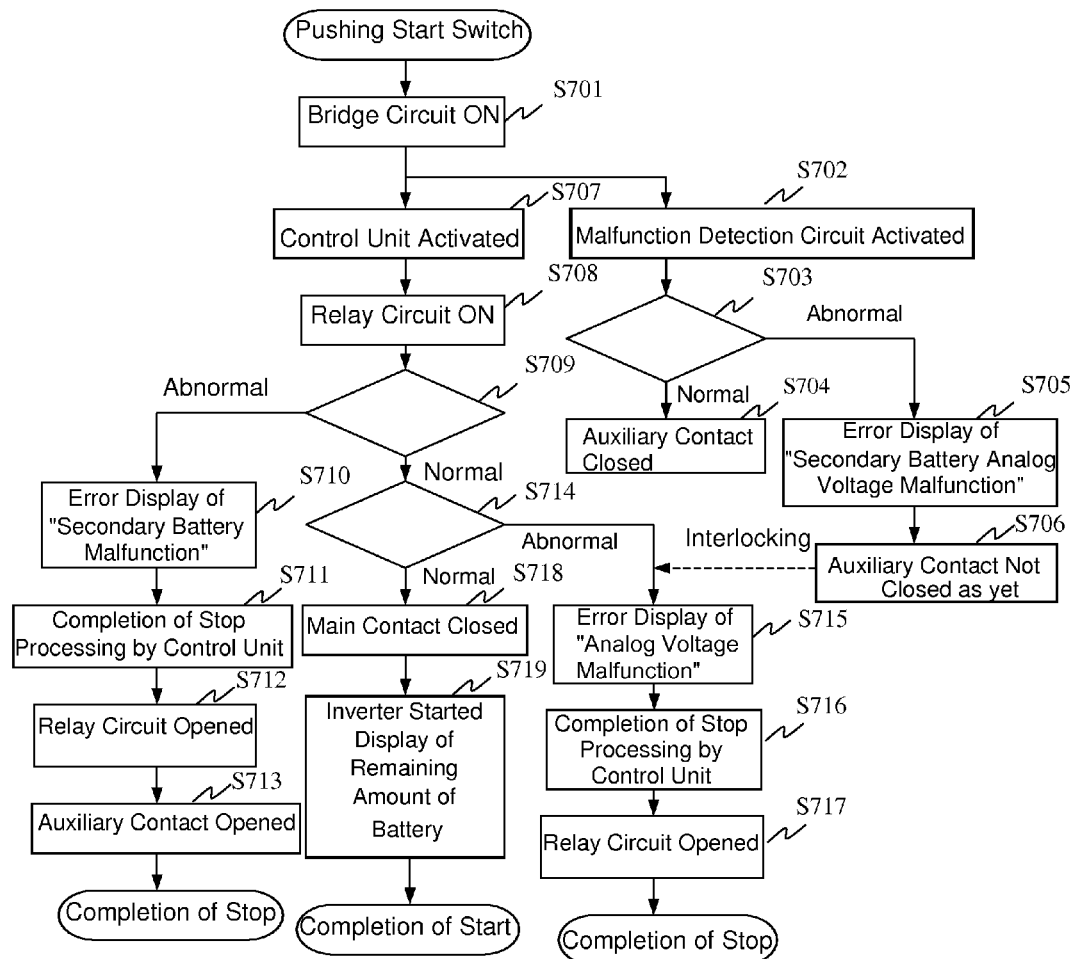 Pushing Start Switch
S701
Bridge Circuit ON
S702
S707
Control Unit Activated
Malfunction Detection Circuit Activated
S708
S703
Relay Circuit ON
Abnormal
S709
Abnormal
Normal
S704
S705
Auxiliary Contact
Closed
Error Display of
"Secondary Battery Analog
Voltage Malfunction"
S710
Normal
S714
Error Display of
"Secondary Battery
Malfunction"
Abnormal
Interlocking
S706
Auxiliary Contact Not
Closed as yet
S711
Normal
S718
Completion of Stop
Processing by Control Unit
Main Contact Closed
S715
Error Display of
"Analog Voltage
Malfunction"
S712
Relay Circuit Opened
S719
Inverter Started
Display of
Remaining
Amount of
Battery
S716
Completion of Stop
Processing by
Control Unit
S713
Auxiliary Contact Opened
S717
Relay Circuit Opened
Completion of Stop
Completion of Start
Completion of Stop